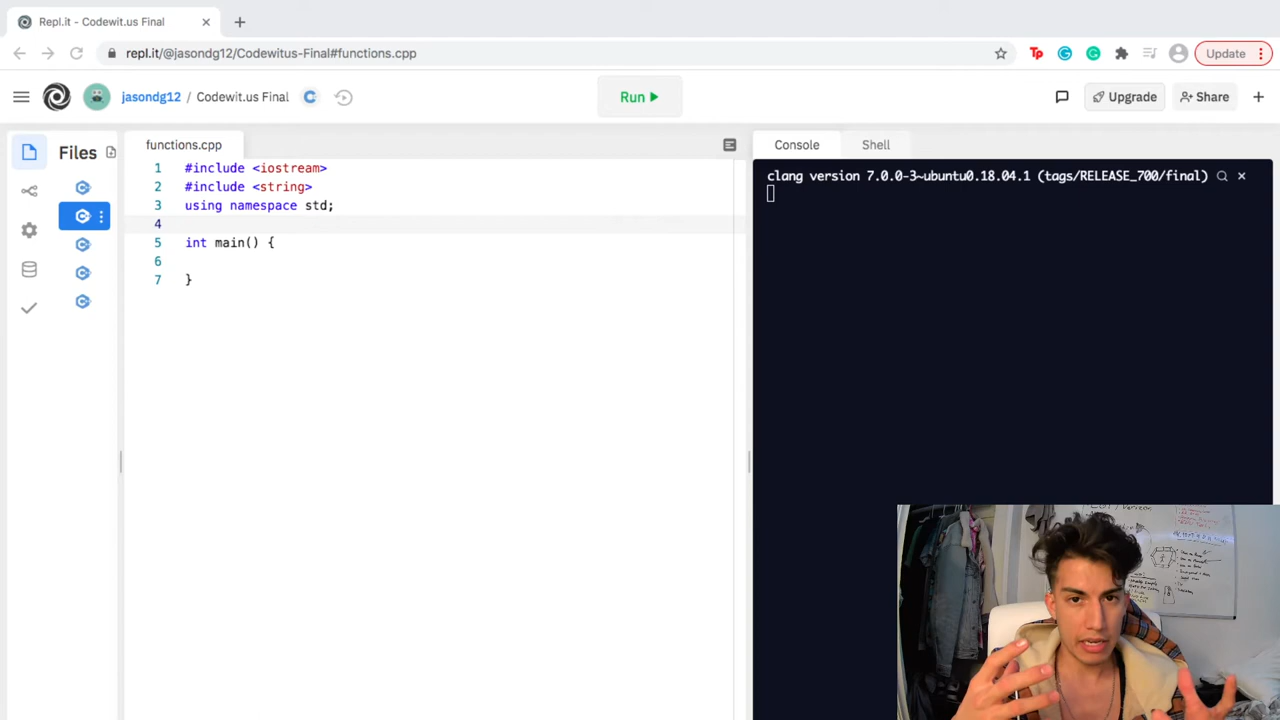 Repl.it - Codewit.us Final
repl.it/@jasondg12/Codewitus-Final#functions.cpp
Update
jasondg12 / Codewit.us Final
Run
Upgrade
Share
Files
functions.cpp
1 #include <iostream>
2 #include <string>
3 using namespace std;
4
5 int main() {
6
7 }
Console
Shell
clang version 7.0.0-3~ubuntu0.18.04.1 (tags/RELEASE_700/final)